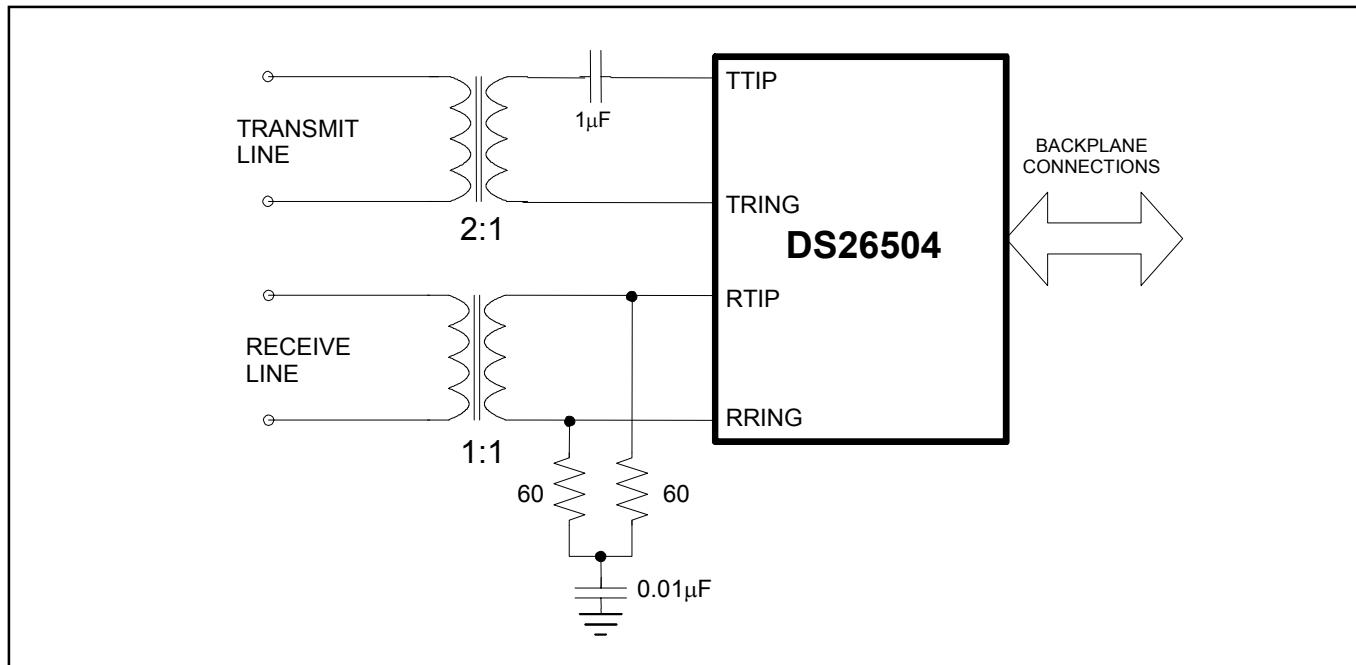 TTIP
1μF
TRANSMIT
LINE
BACKPLANE
CONNECTIONS
TRING
2:1
DS26504
RTIP
RECEIVE
LINE
RRING
1:1
60
60
0.01μF